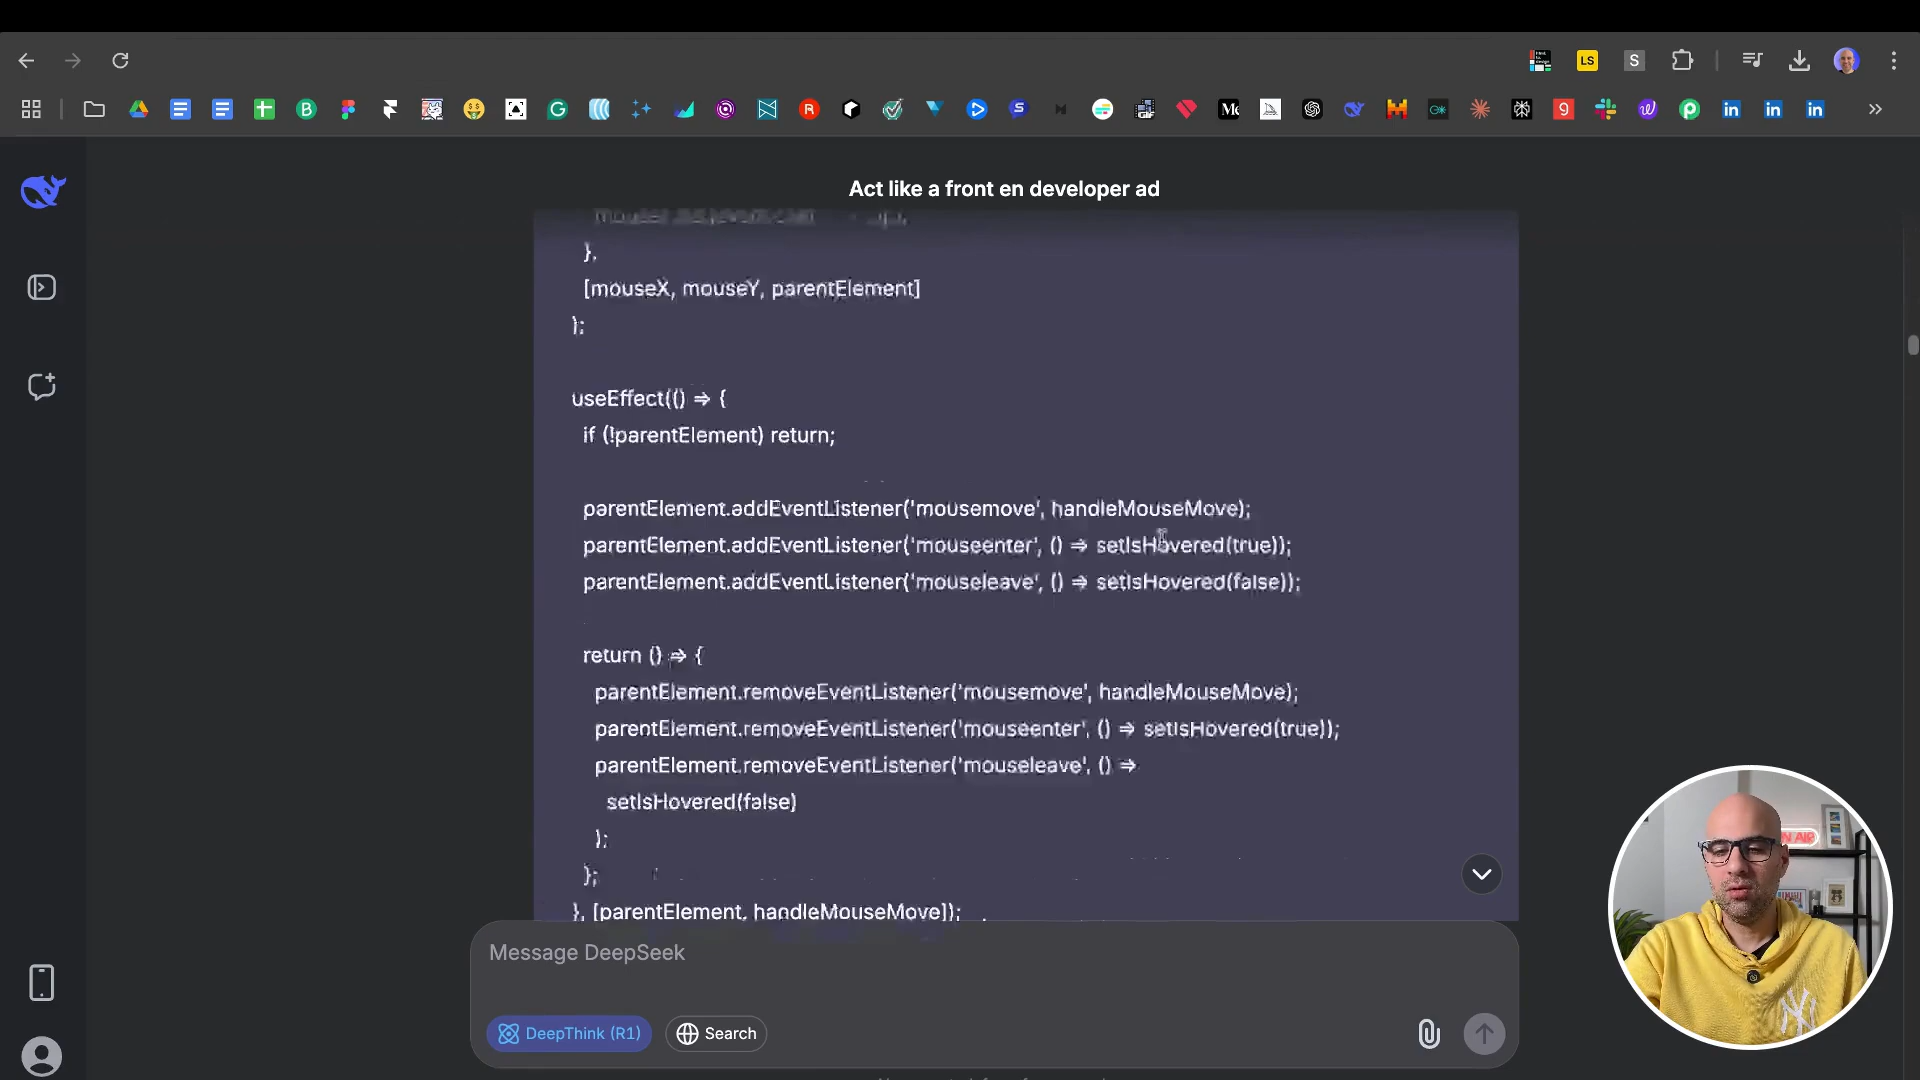 LS
S
Act like a front en developer ad
},
[mouseX, mouseY, parentElement]
);
useEffect(() => {
if (!parentElement) return;
parentElement.addEventListener('mousemove', handleMouseMove);
parentElement.addEventListener('mouseenter', () => setIsHovered(true));
parentElement.addEventListener('mouseleave', () => setIsHovered(false));
return () => {
parentElement.removeEventListener('mousemove', handleMouseMove);
parentElement.removeEventListener('mouseenter', () => setIsHovered(true));
parentElement.removeEventListener('mouseleave', () =>
setIsHovered(false)
);
};
}, [parentElement, handleMouseMove]);
Message DeepSeek
DeepThink (R1)
Search